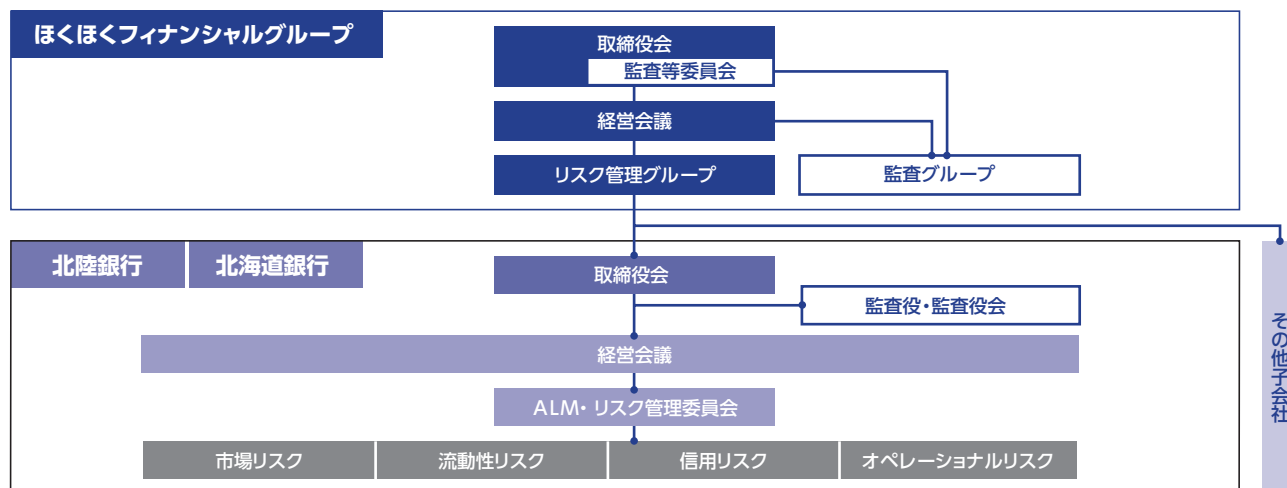 ほくほくフィナンシャルグループ
取締役会
監査等委員会
経営会議
リスク管理グループ
監査グループ
北陸銀行
北海道銀行
取締役会
監査役・監査役会
経営会議
ALM・リスク管理委員会
市場リスク
流動性リスク
信用リスク
オペレーショナルリスク
その他子会社